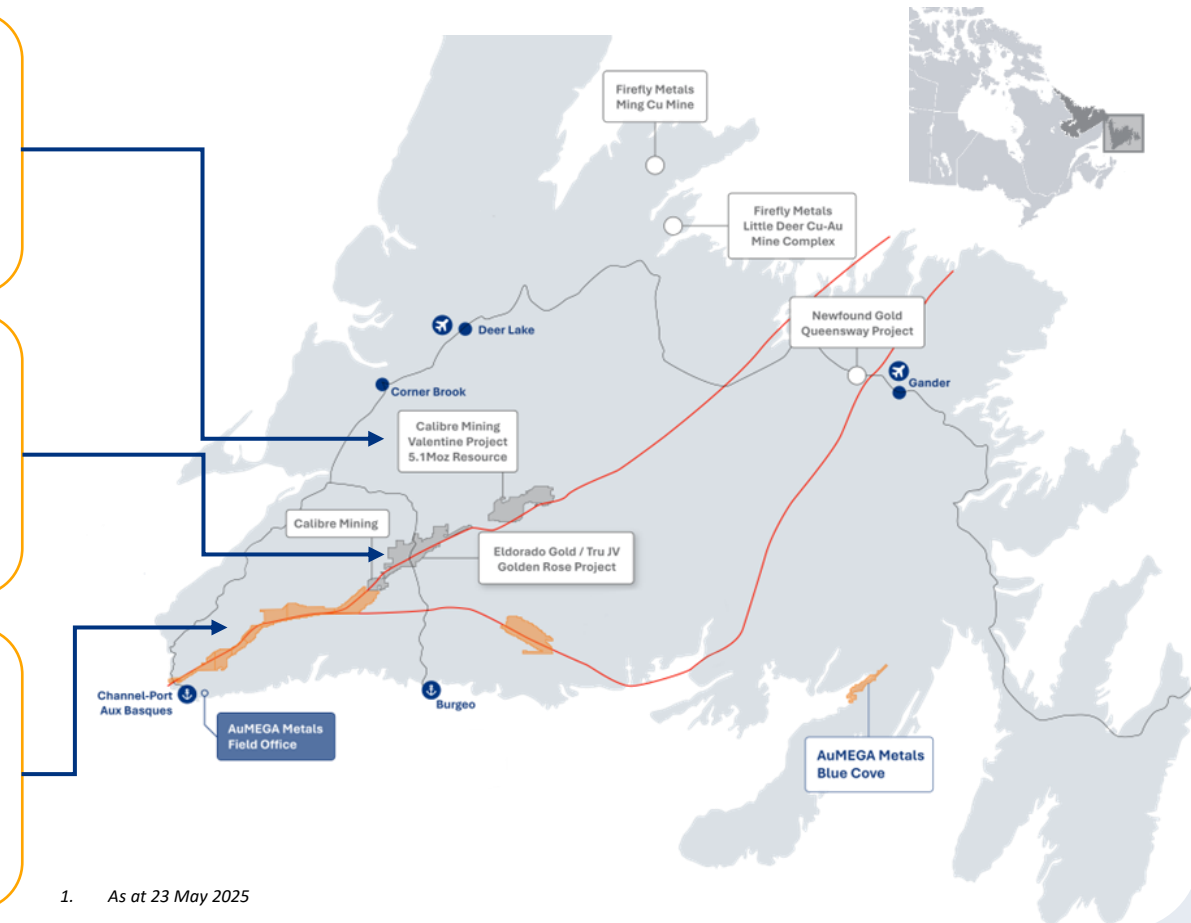 Firefly Metals
Ming Cu Mine
Firefly Metals
Little Deer Cu-Au
Mine Complex
Newfound Gold
Queensway Project
Deer Lake
Gander
Corner Brook
Calibre Mining
Valentine Project
5.1Moz Resource
Calibre Mining
Eldorado Gold / Tru JV
Golden Rose Project
Channel-Port
Aux Basques
Burgeo
AuMEGA Metals
Field Office
AuMEGA Metals
Blue Cove
1. As at 23 May 2025